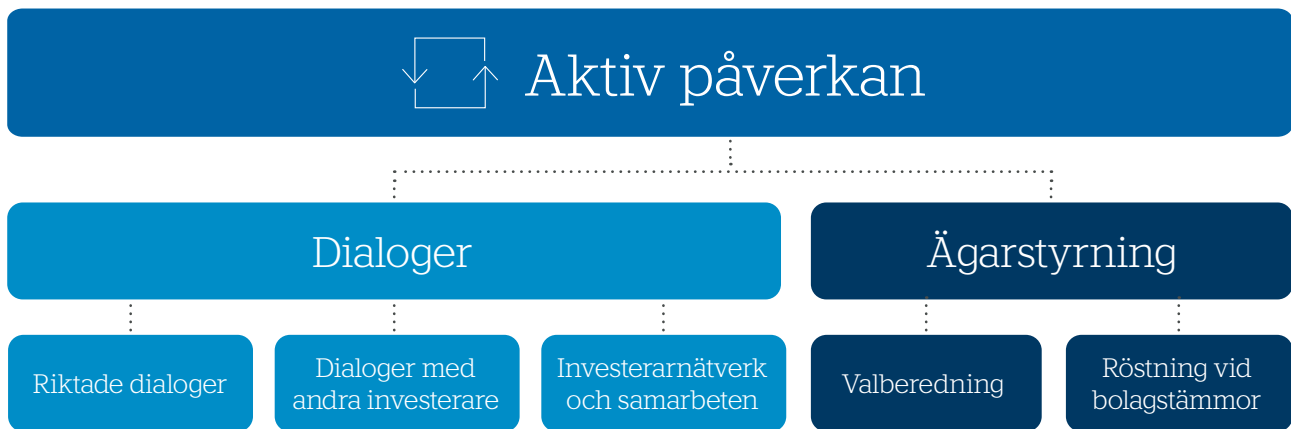 Aktiv påverkan
Dialoger
Ägarstyrning
Riktade dialoger
Dialoger med
andra investerare
Investerarnätverk
och samarbeten
Valberedning
Röstning vid
bolagstämmor